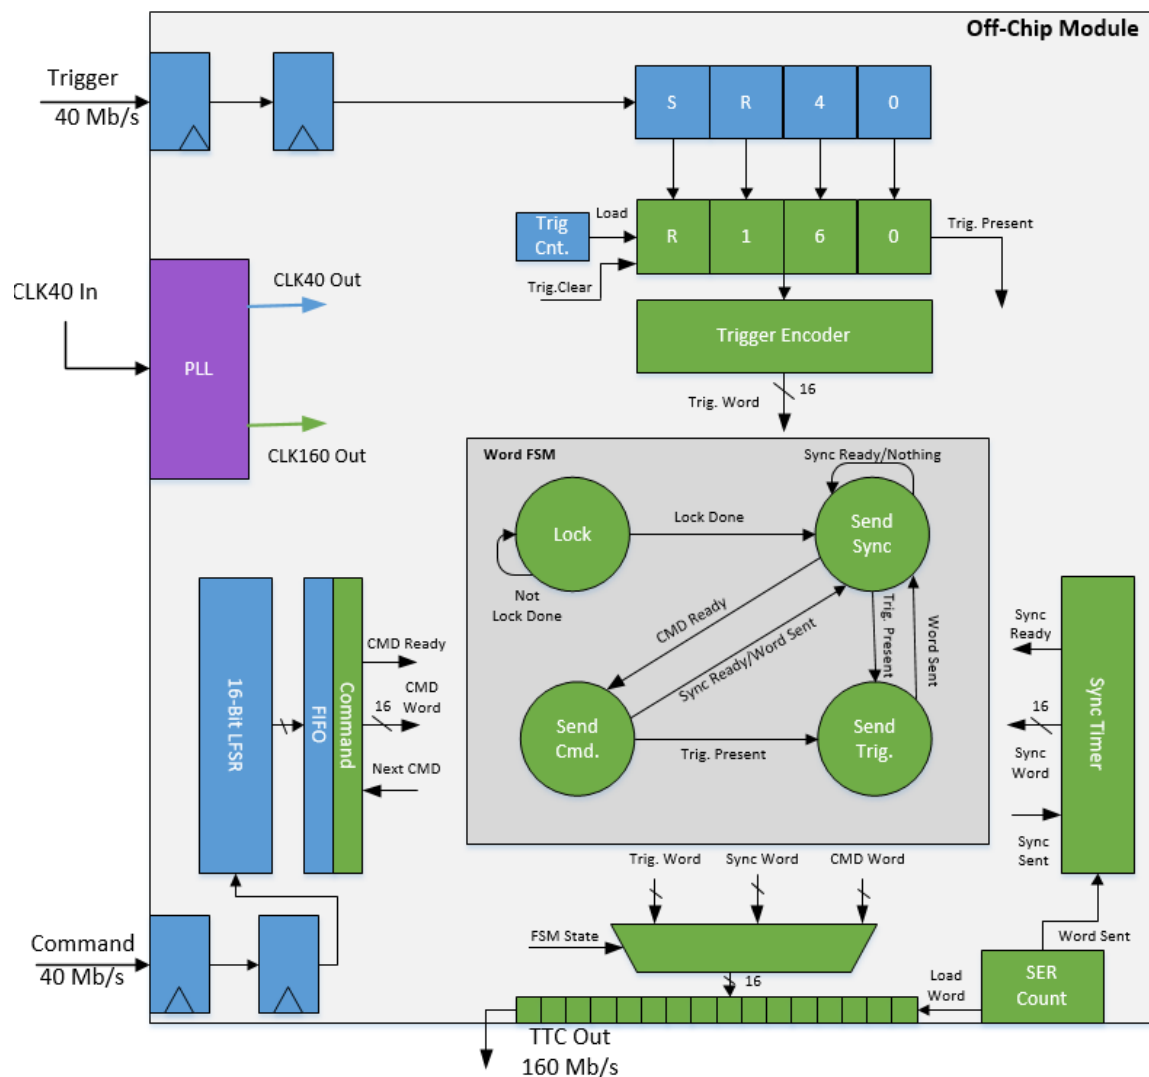 Off-Chip Module
Trigger
40 Mb/s
S R 4 0
Trig
Cnt.
Load
R 1 6 0
Trig. Present
Trig.Clear
CLK40 In
CLK40 Out
PLL
CLK160 Out
Trigger Encoder
16
Trig. Word
Word FSM
Sync Ready/Nothing
Lock
Lock Done
Send
Sync
Not
Lock Done
CMD Ready
Sync Ready/Word Sent
Trig.
Present
Word Sent
Send
Cmd.
Trig. Present
Send
Trig.
16-Bit LFSR
FIFO
Command
CMD Ready
CMD
Word
16
Next CMD
Sync
Ready
16
Sync
Word
Sync
Sent
Sync Timer
Trig. Word
Sync Word
CMD Word
FSM State
16
Command
40 Mb/s
Word Sent
Load
Word
SER
Count
TTC Out
160 Mb/s